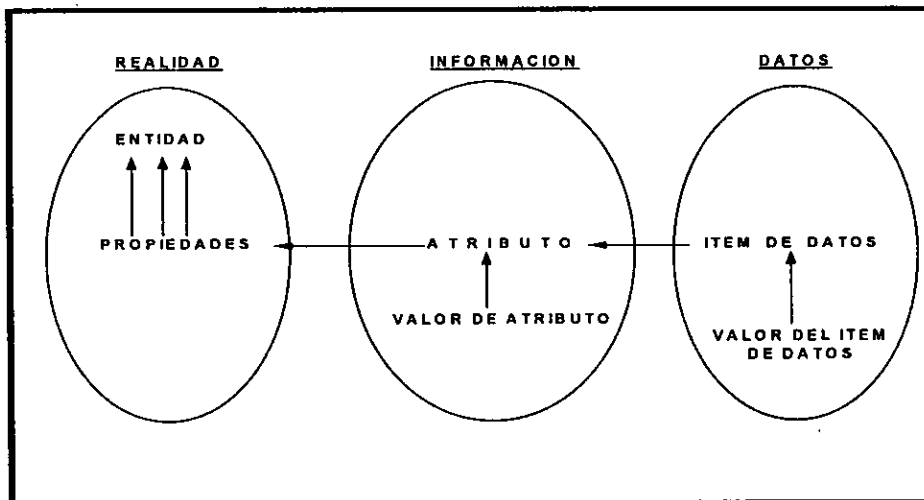 REALIDAD
INFORMACION
DATOS
ENTIDAD
PROPIEDADES
ATRIBUTO
ITEM DE DATOS
VALOR DE ATRIBUTO
VALOR DEL ITEM
DE DATOS